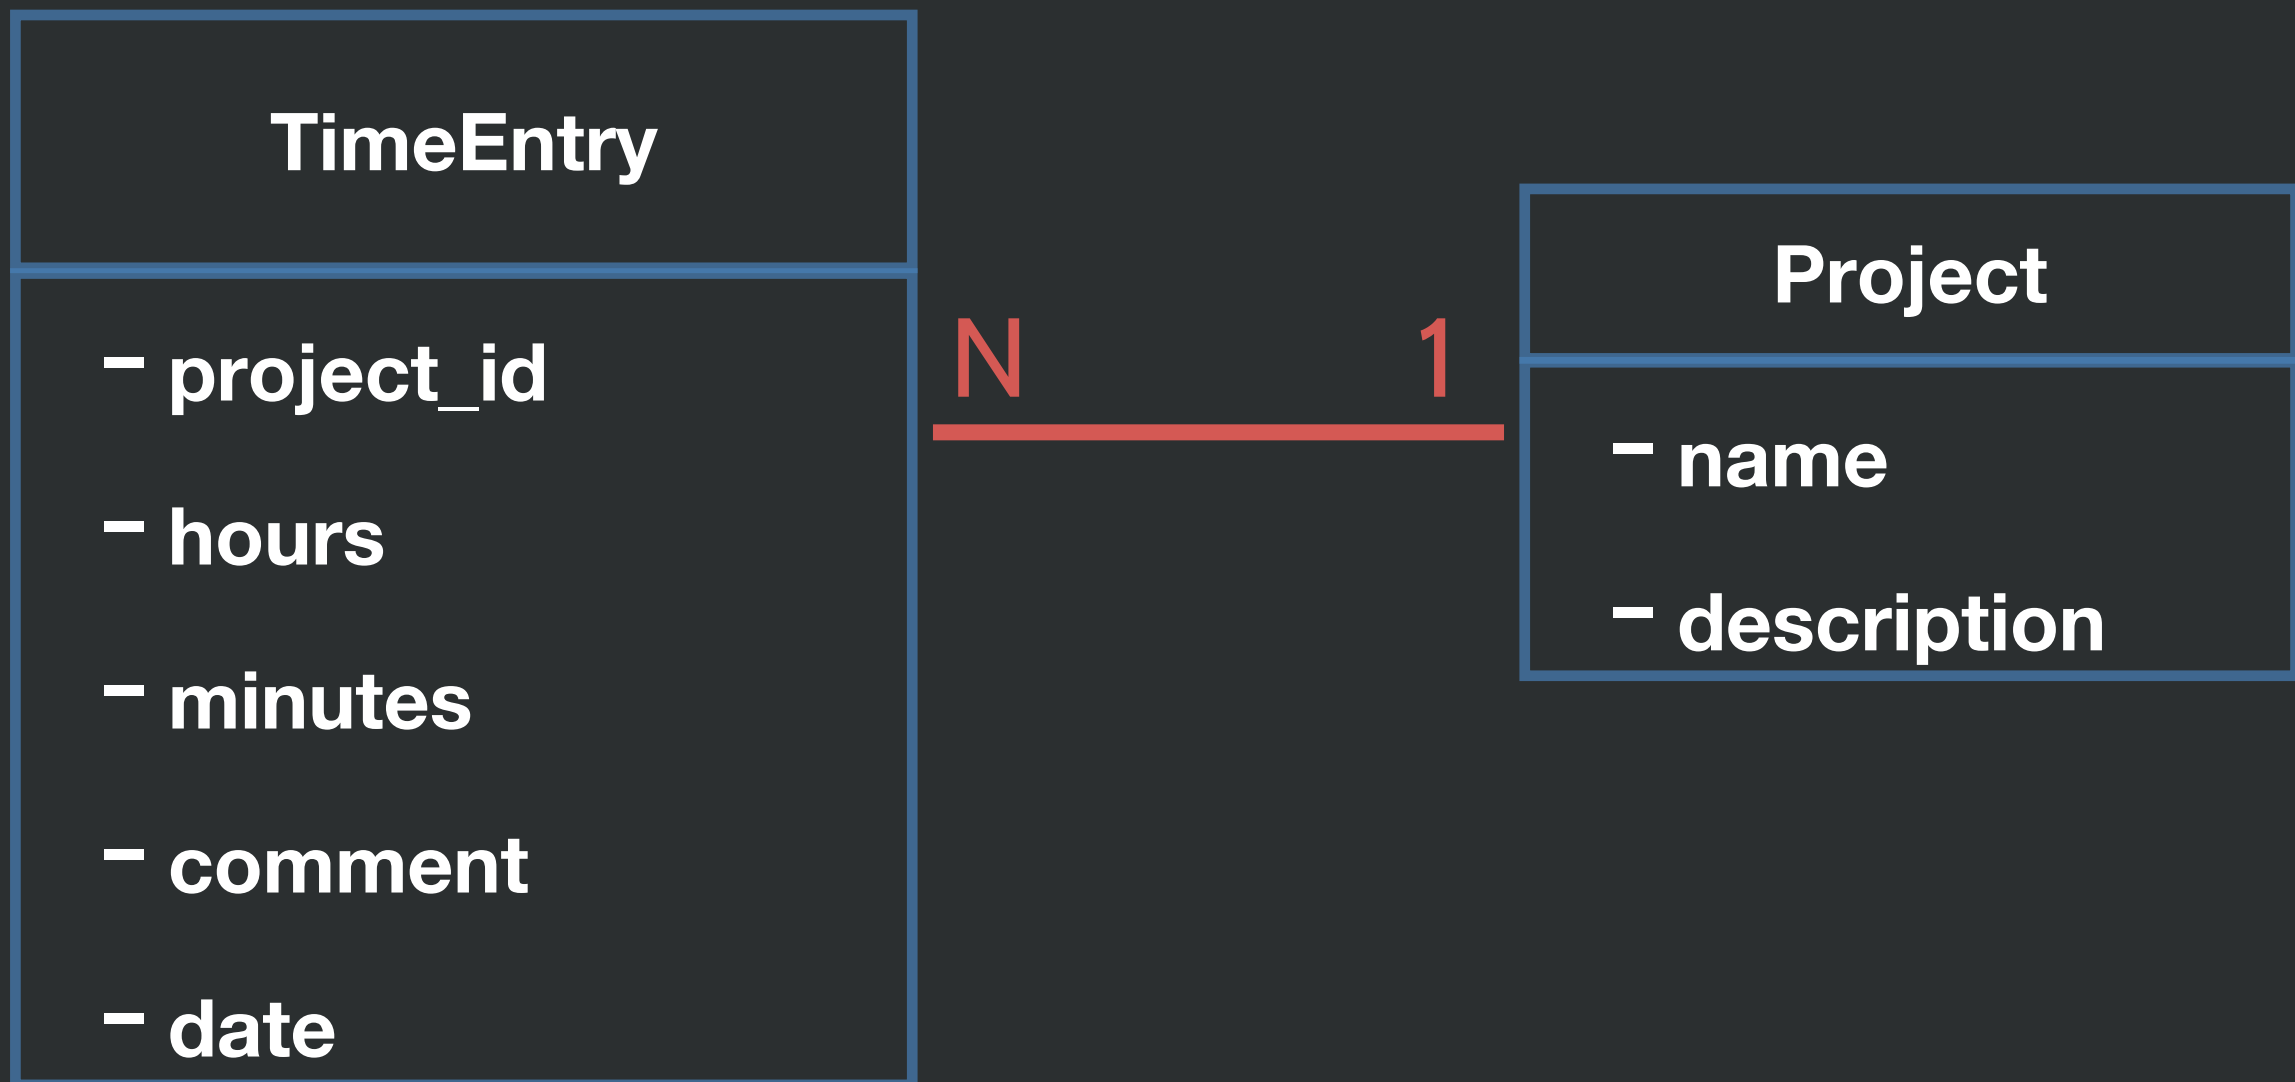 TimeEntry
- project_id
- hours
- minutes
- comment
- date
N 1
Project
- name
- description